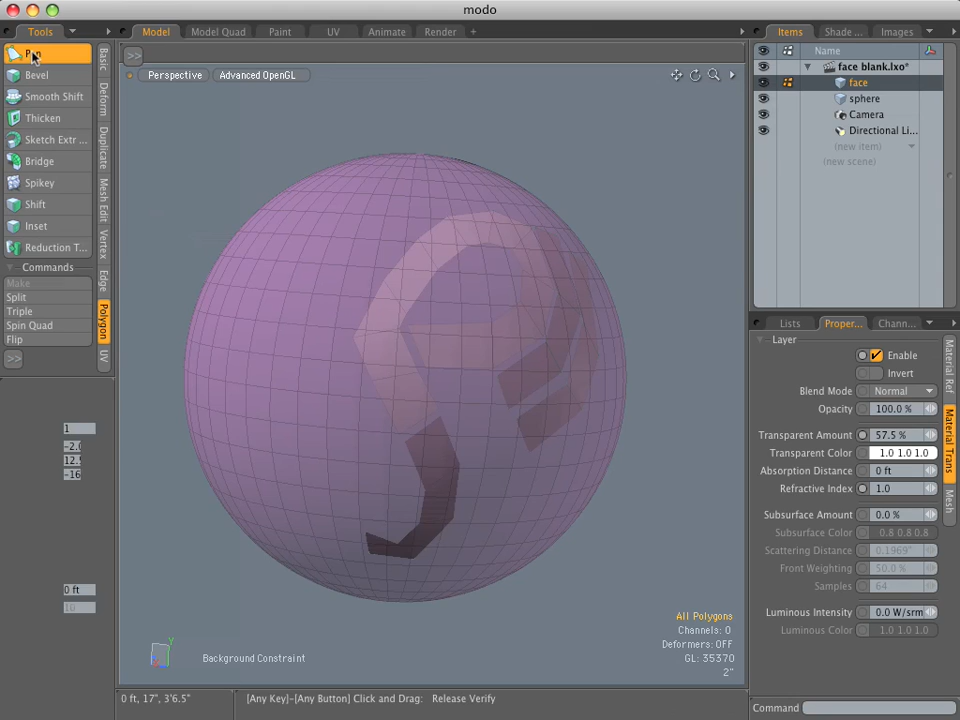 modo
Tools
Model
Model Quad
Paint
UV
Animate
Render
+
Items
Shade ...
Images
Bevel
Smooth Shift
Thicken
Sketch Extr ...
Bridge
Spikey
Shift
Inset
Reduction T...
Commands
Make
Split
Triple
Spin Quad
Flip
>>
Basic
Deform
Duplicate
Mesh Edit
Vertex
Edge
Polygon
UV
1
-2.0
12.
-16
0 ft
10
>>
Perspective
Advanced OpenGL
All Polygons
Channels: 0
Deformers: OFF
GL: 35370
2"
Y
Background Constraint
0 ft, 17", 3'6.5"
[Any Key]-[Any Button] Click and Drag: Release Verify
Name
face blank.lxo*
face
sphere
Camera
Directional Li...
(new item)
(new scene)
Lists
Proper...
Chann...
Layer
Enable
Invert
Blend Mode Normal
Opacity 100.0 %
Transparent Amount 57.5 %
Transparent Color 1.0 1.0 1.0
Absorption Distance 0 ft
Refractive Index 1.0
Subsurface Amount 0.0 %
Subsurface Color 0.8 0.8 0.8
Scattering Distance 0.1969"
Front Weighting 50.0 %
Samples 64
Luminous Intensity 0.0 W/srm
Luminous Color 1.0 1.0 1.0
Material Ref
Material Trans
Mesh
Command